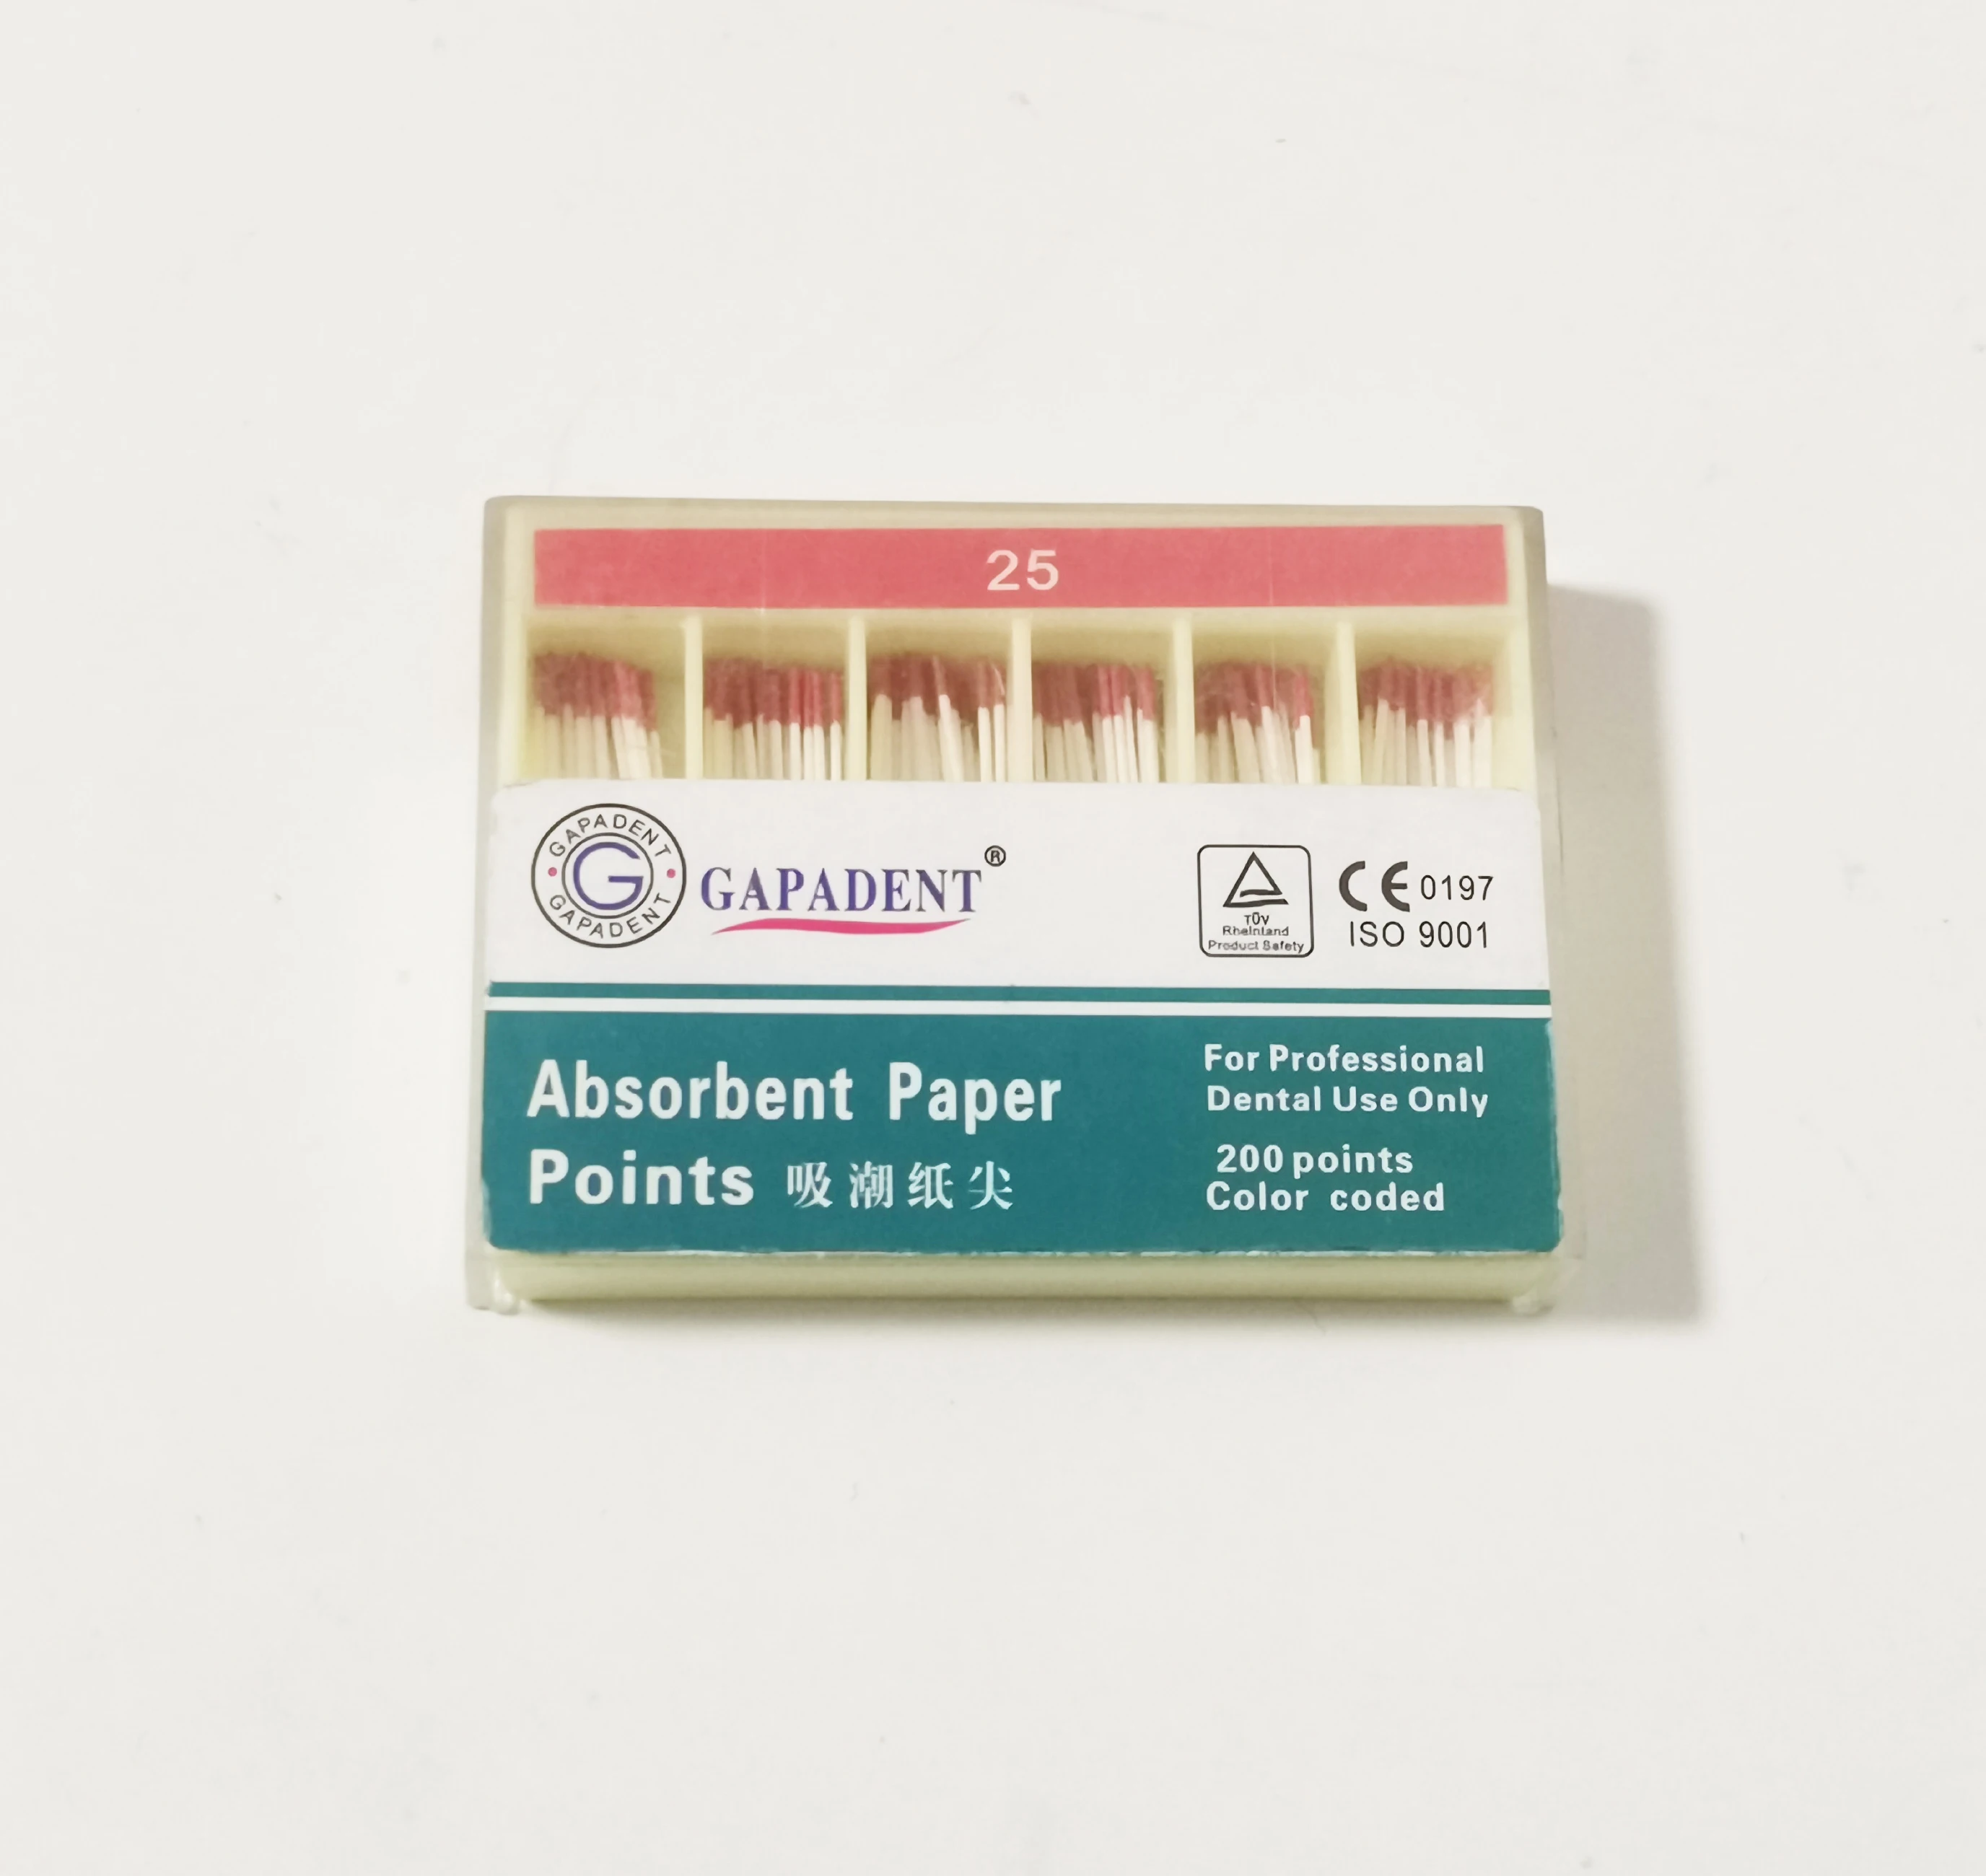 25
GAPADENT
G
GAPADENT
GAPADENT®
TÜV
Rheinland
Product Safety
CE 0197
ISO 9001
Absorbent Paper
Points 吸潮纸尖
For Professional
Dental Use Only
200 points
Color coded